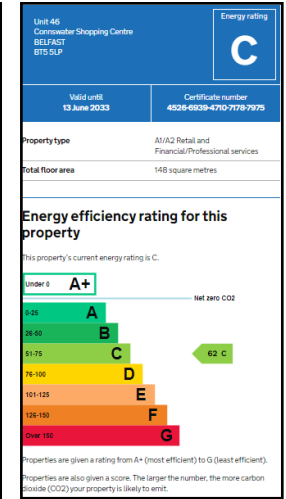 Unit 46
Connswater Shopping Centre
BELFAST
BT5 5LP
Energy rating
C
Valid until
13 June 2033
Certificate number
4526-6939-4710-7178-7975
Property type
A1/A2 Retail and
Financial/Professional services
Total floor area
148 square metres
Energy efficiency rating for this
property
This property's current energy rating is C.
Under 0 A+
Net zero CO2
0-25 A
26-50 B
51-75 C
62 C
76-100 D
101-125 E
126-150 F
Over 150 G
Properties are given a rating from A+ (most efficient) to G (least efficient).
Properties are also given a score. The larger the number, the more carbon
dioxide (CO2) your property is likely to emit.